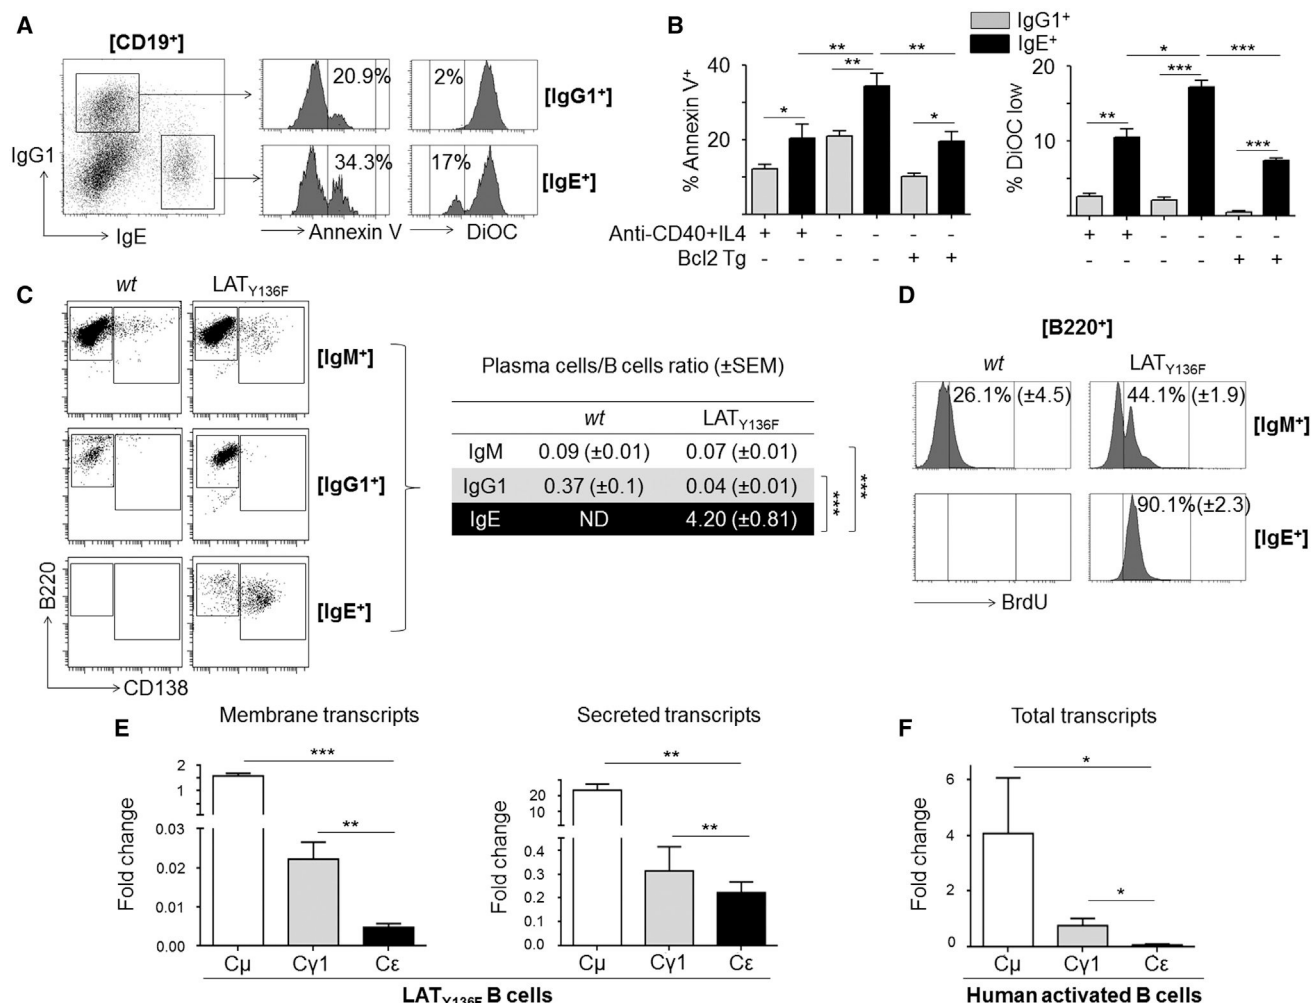 A
[CD19+]
20.9%
2%
[IgG1+]
34.3%
17%
[IgE+]
IgG1
IgE
Annexin V
DiOC
B
IgG1+
IgE+
% Annexin V+
40
20
0
** **
**
* *
% DiOC low
20
10
0
* ***
***
** ***
Anti-CD40+IL4 + + - - - - + + - - - -
Bcl2 Tg - - - - + + - - - - + +
C
wt LATY136F
[IgM+]
[IgG1+]
[IgE+]
B220
CD138
Plasma cells/B cells ratio (±SEM)
wt LATY136F
IgM 0.09 (±0.01) 0.07 (±0.01)
IgG1 0.37 (±0.1) 0.04 (±0.01)
IgE ND 4.20 (±0.81)
***
***
D
[B220+]
wt LATY136F
26.1% (±4.5) 44.1% (±1.9)
[IgM+]
90.1%(±2.3)
[IgE+]
BrdU
E
Membrane transcripts
Fold change
2
1
0.03
0.02
0.01
0.00
***
**
Cμ Cγ1 Cε
Secreted transcripts
Fold change
20
10
0.4
0.3
0.2
0.1
0.0
**
**
Cμ Cγ1 Cε
LATY136F B cells
F
Total transcripts
Fold change
6
4
2
0
*
*
Cμ Cγ1 Cε
Human activated B cells